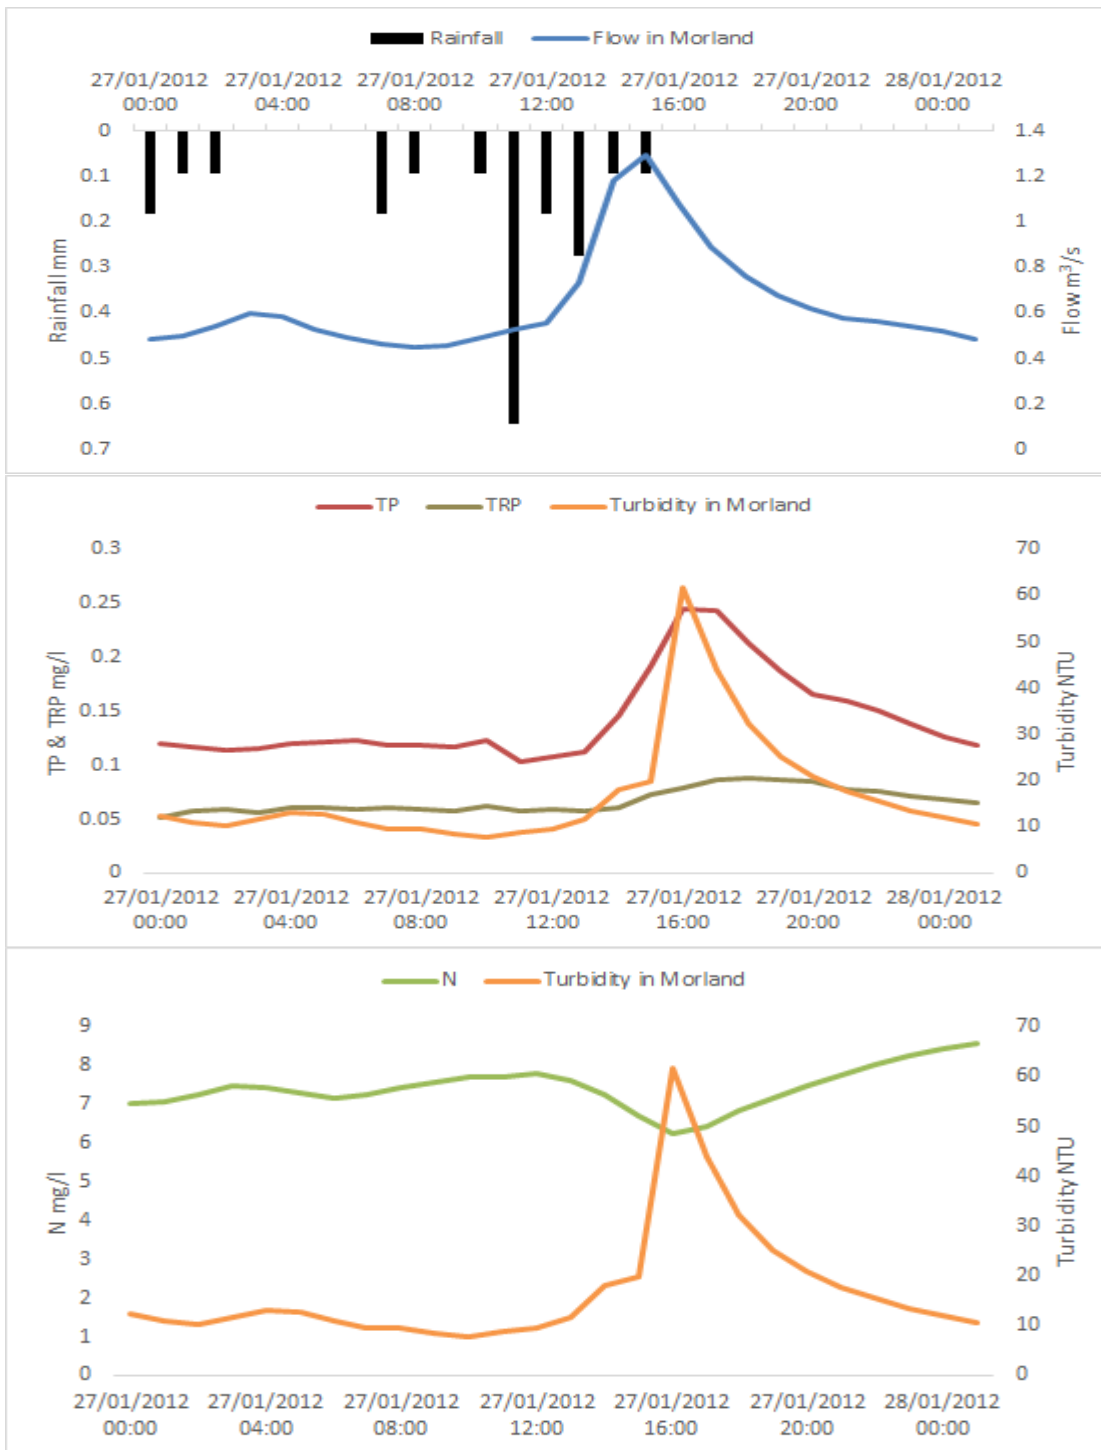 Rainfall Flow in Morland
27/01/2012 27/01/2012 27/01/2012 27/01/2012 27/01/2012 27/01/2012 28/01/2012
00:00 04:00 08:00 12:00 16:00 20:00 00:00
0 1.4
0.1 1.2
0.2 1
0.3 0.8
0.4 0.6
0.5 0.4
0.6 0.2
0.7 0
Rainfall mm
Flow m³/s
TP TRP Turbidity in Morland
0.3 70
60
0.25
50
0.2
40
0.15
30
0.1
20
0.05
10
0 0
TP & TRP mg/l
Turbidity NTU
27/01/2012 27/01/2012 27/01/2012 27/01/2012 27/01/2012 27/01/2012 28/01/2012
00:00 04:00 08:00 12:00 16:00 20:00 00:00
N Turbidity in Morland
9 70
8
60
7
50
6
5
40
4
30
3
20
2
1
10
0 0
N mg/l
Turbidity NTU
27/01/2012 27/01/2012 27/01/2012 27/01/2012 27/01/2012 27/01/2012 28/01/2012
00:00 04:00 08:00 12:00 16:00 20:00 00:00